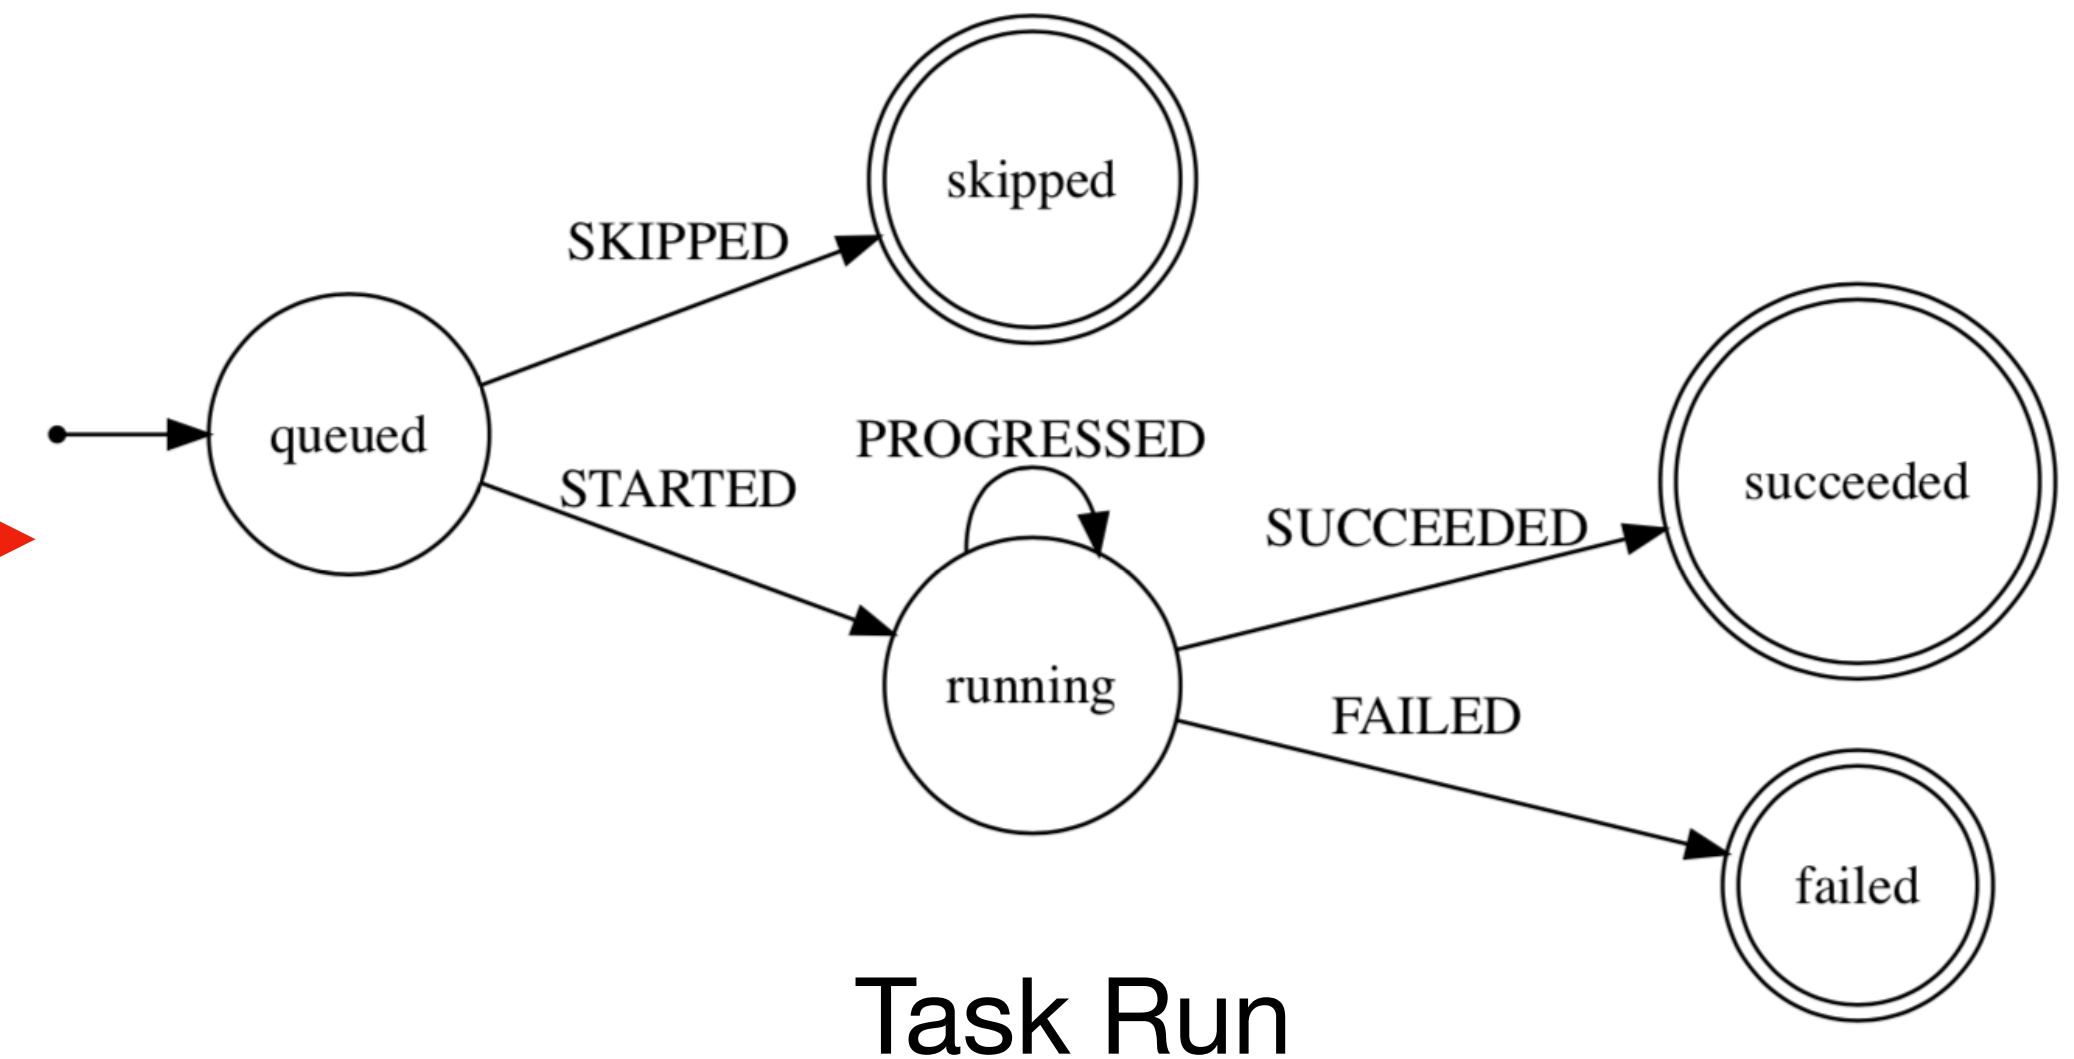 skipped
SKIPPED
queued
PROGRESSED
STARTED
succeeded
SUCCEEDED
running
FAILED
failed
Task Run